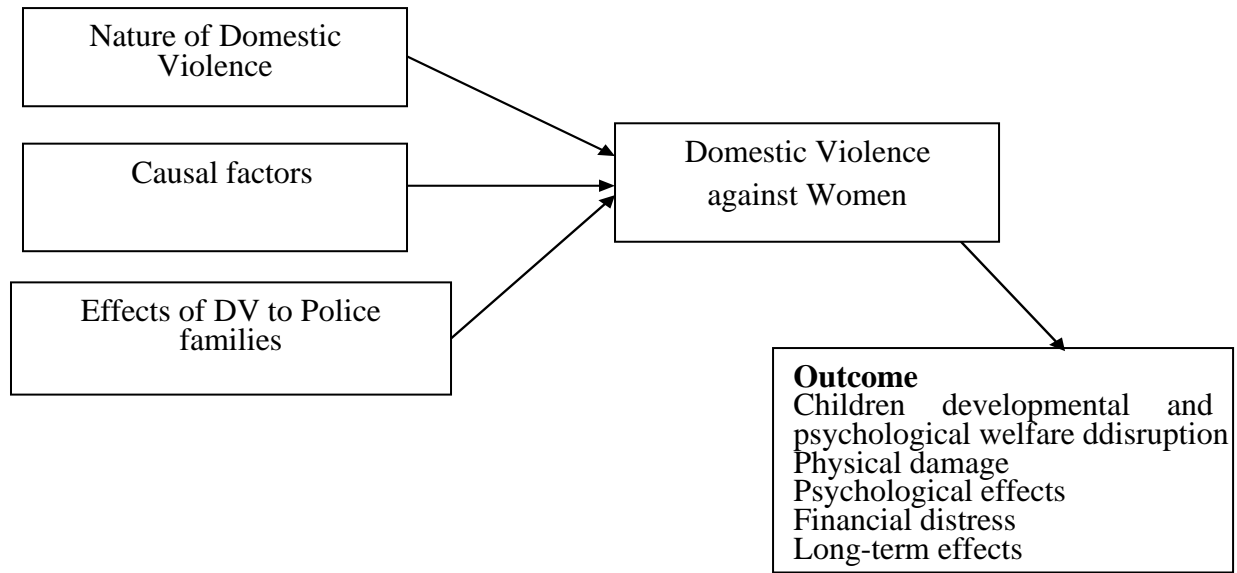 Nature of Domestic
Violence
Causal factors
Effects of DV to Police
families
Domestic Violence
against Women
Outcome
Children developmental and
psychological welfare ddisruption
Physical damage
Psychological effects
Financial distress
Long-term effects